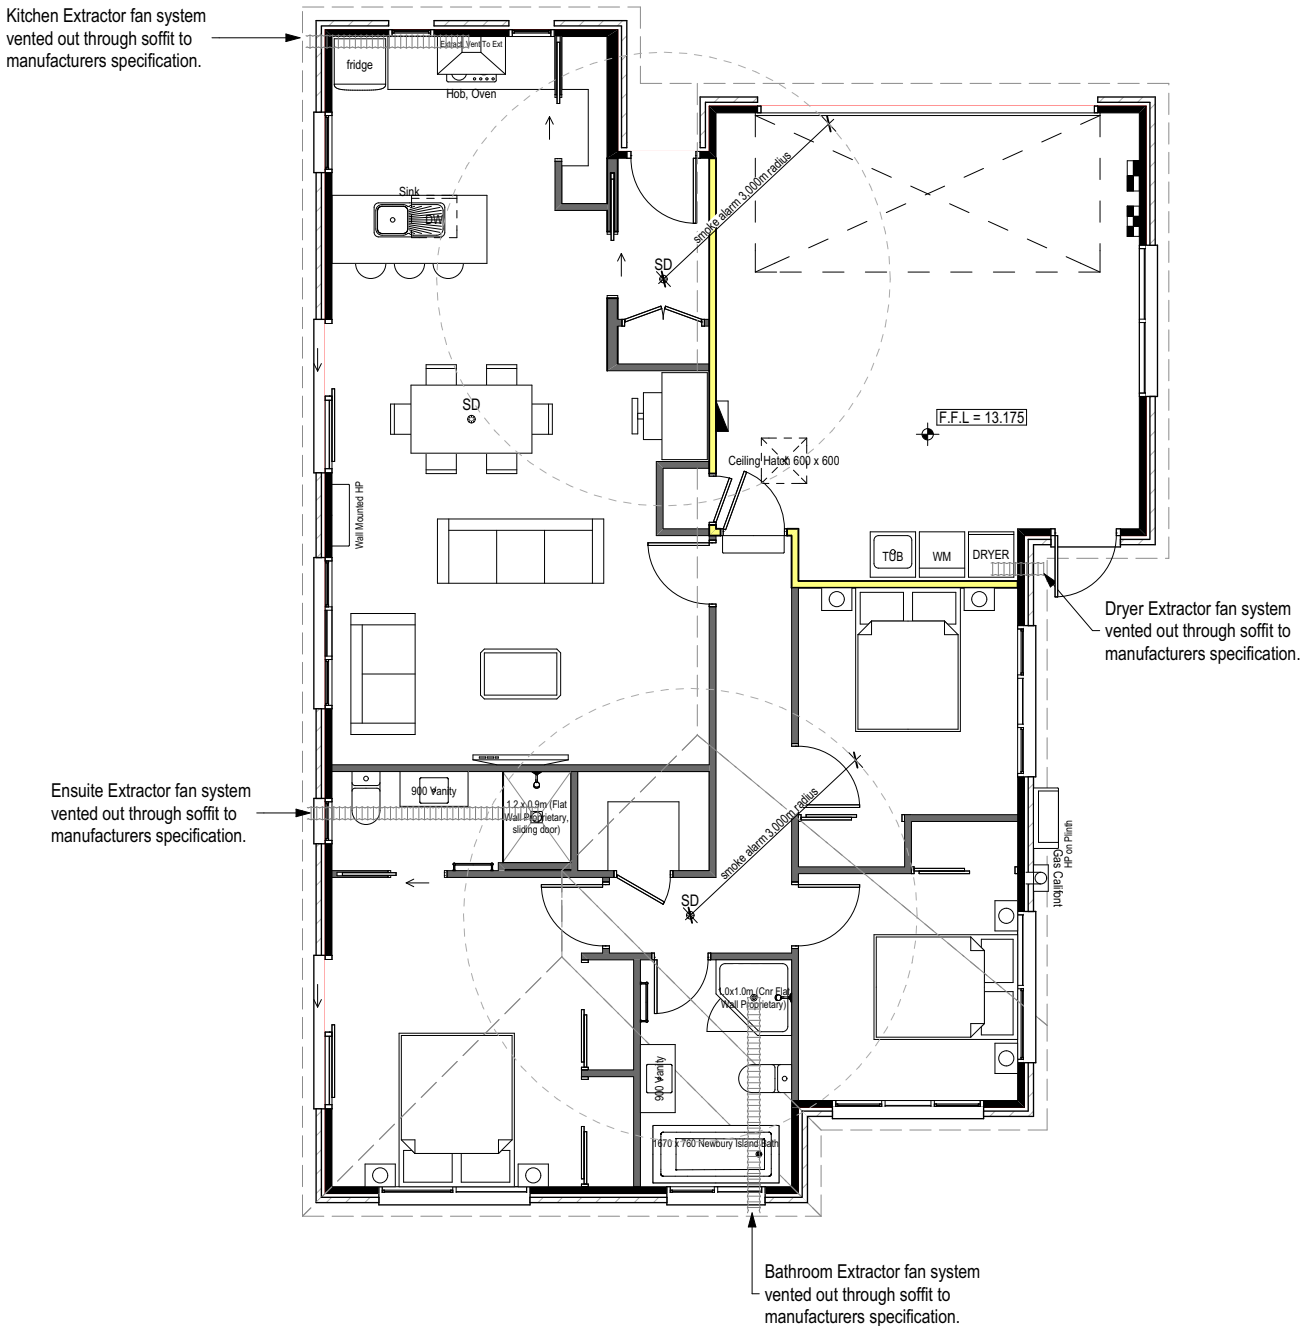 Kitchen Extractor fan system
vented out through soffit to
manufacturers specification.
fridge
Extract Vent To Ext
Hob, Oven
Sink
DW
smoke alarm 3.000m radius
SD
SD
F.F.L = 13.175
Ceiling Hatch 600 x 600
Wall Mounted HP
TUB
WM
DRYER
Dryer Extractor fan system
vented out through soffit to
manufacturers specification.
Ensuite Extractor fan system
vented out through soffit to
manufacturers specification.
900 Vanity
1.2 x 0.9m (Flat
Wall Proprietary,
sliding door)
smoke alarm 3.000m radius
SD
HP on Plinth
Gas Califont
1.0x1.0m (Cnr Flat
Wall Proprietary)
900 Vanity
1670 x 760 Newbury Island Bath
Bathroom Extractor fan system
vented out through soffit to
manufacturers specification.